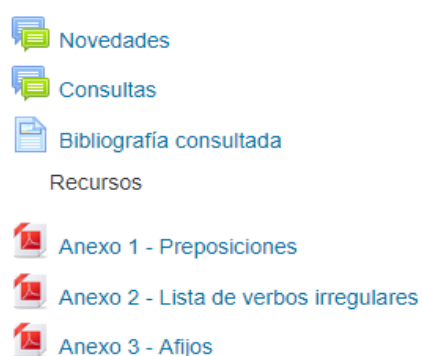 Novedades
Consultas
Bibliografía consultada
Recursos
Anexo 1 - Preposiciones
Anexo 2 - Lista de verbos irregulares
Anexo 3 - Afijos